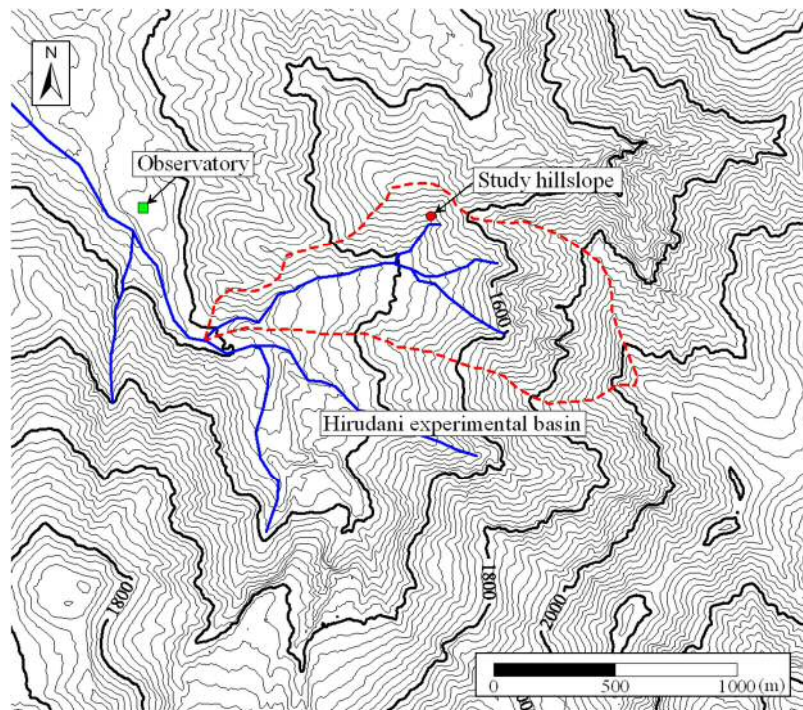 N
Observatory
Study hillslope
1600
Hirudani experimental basin
1800
1800
2000
0 500 1000 (m)